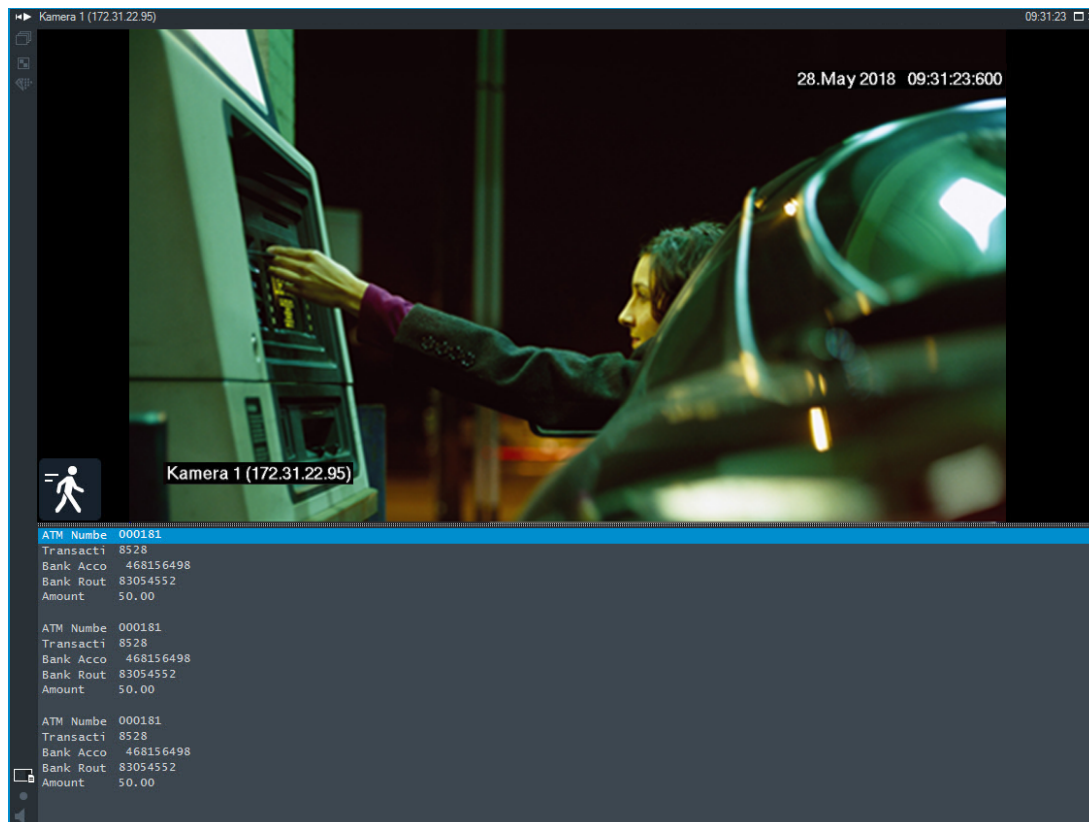 Kamera 1 (172.31.22.95) 09:31:23
28.May 2018 09:31:23:600
Kamera 1 (172.31.22.95)
ATM Numbe 000181
Transacti 8528
Bank Acco 468156498
Bank Rout 83054552
Amount 50.00
ATM Numbe 000181
Transacti 8528
Bank Acco 468156498
Bank Rout 83054552
Amount 50.00
ATM Numbe 000181
Transacti 8528
Bank Acco 468156498
Bank Rout 83054552
Amount 50.00